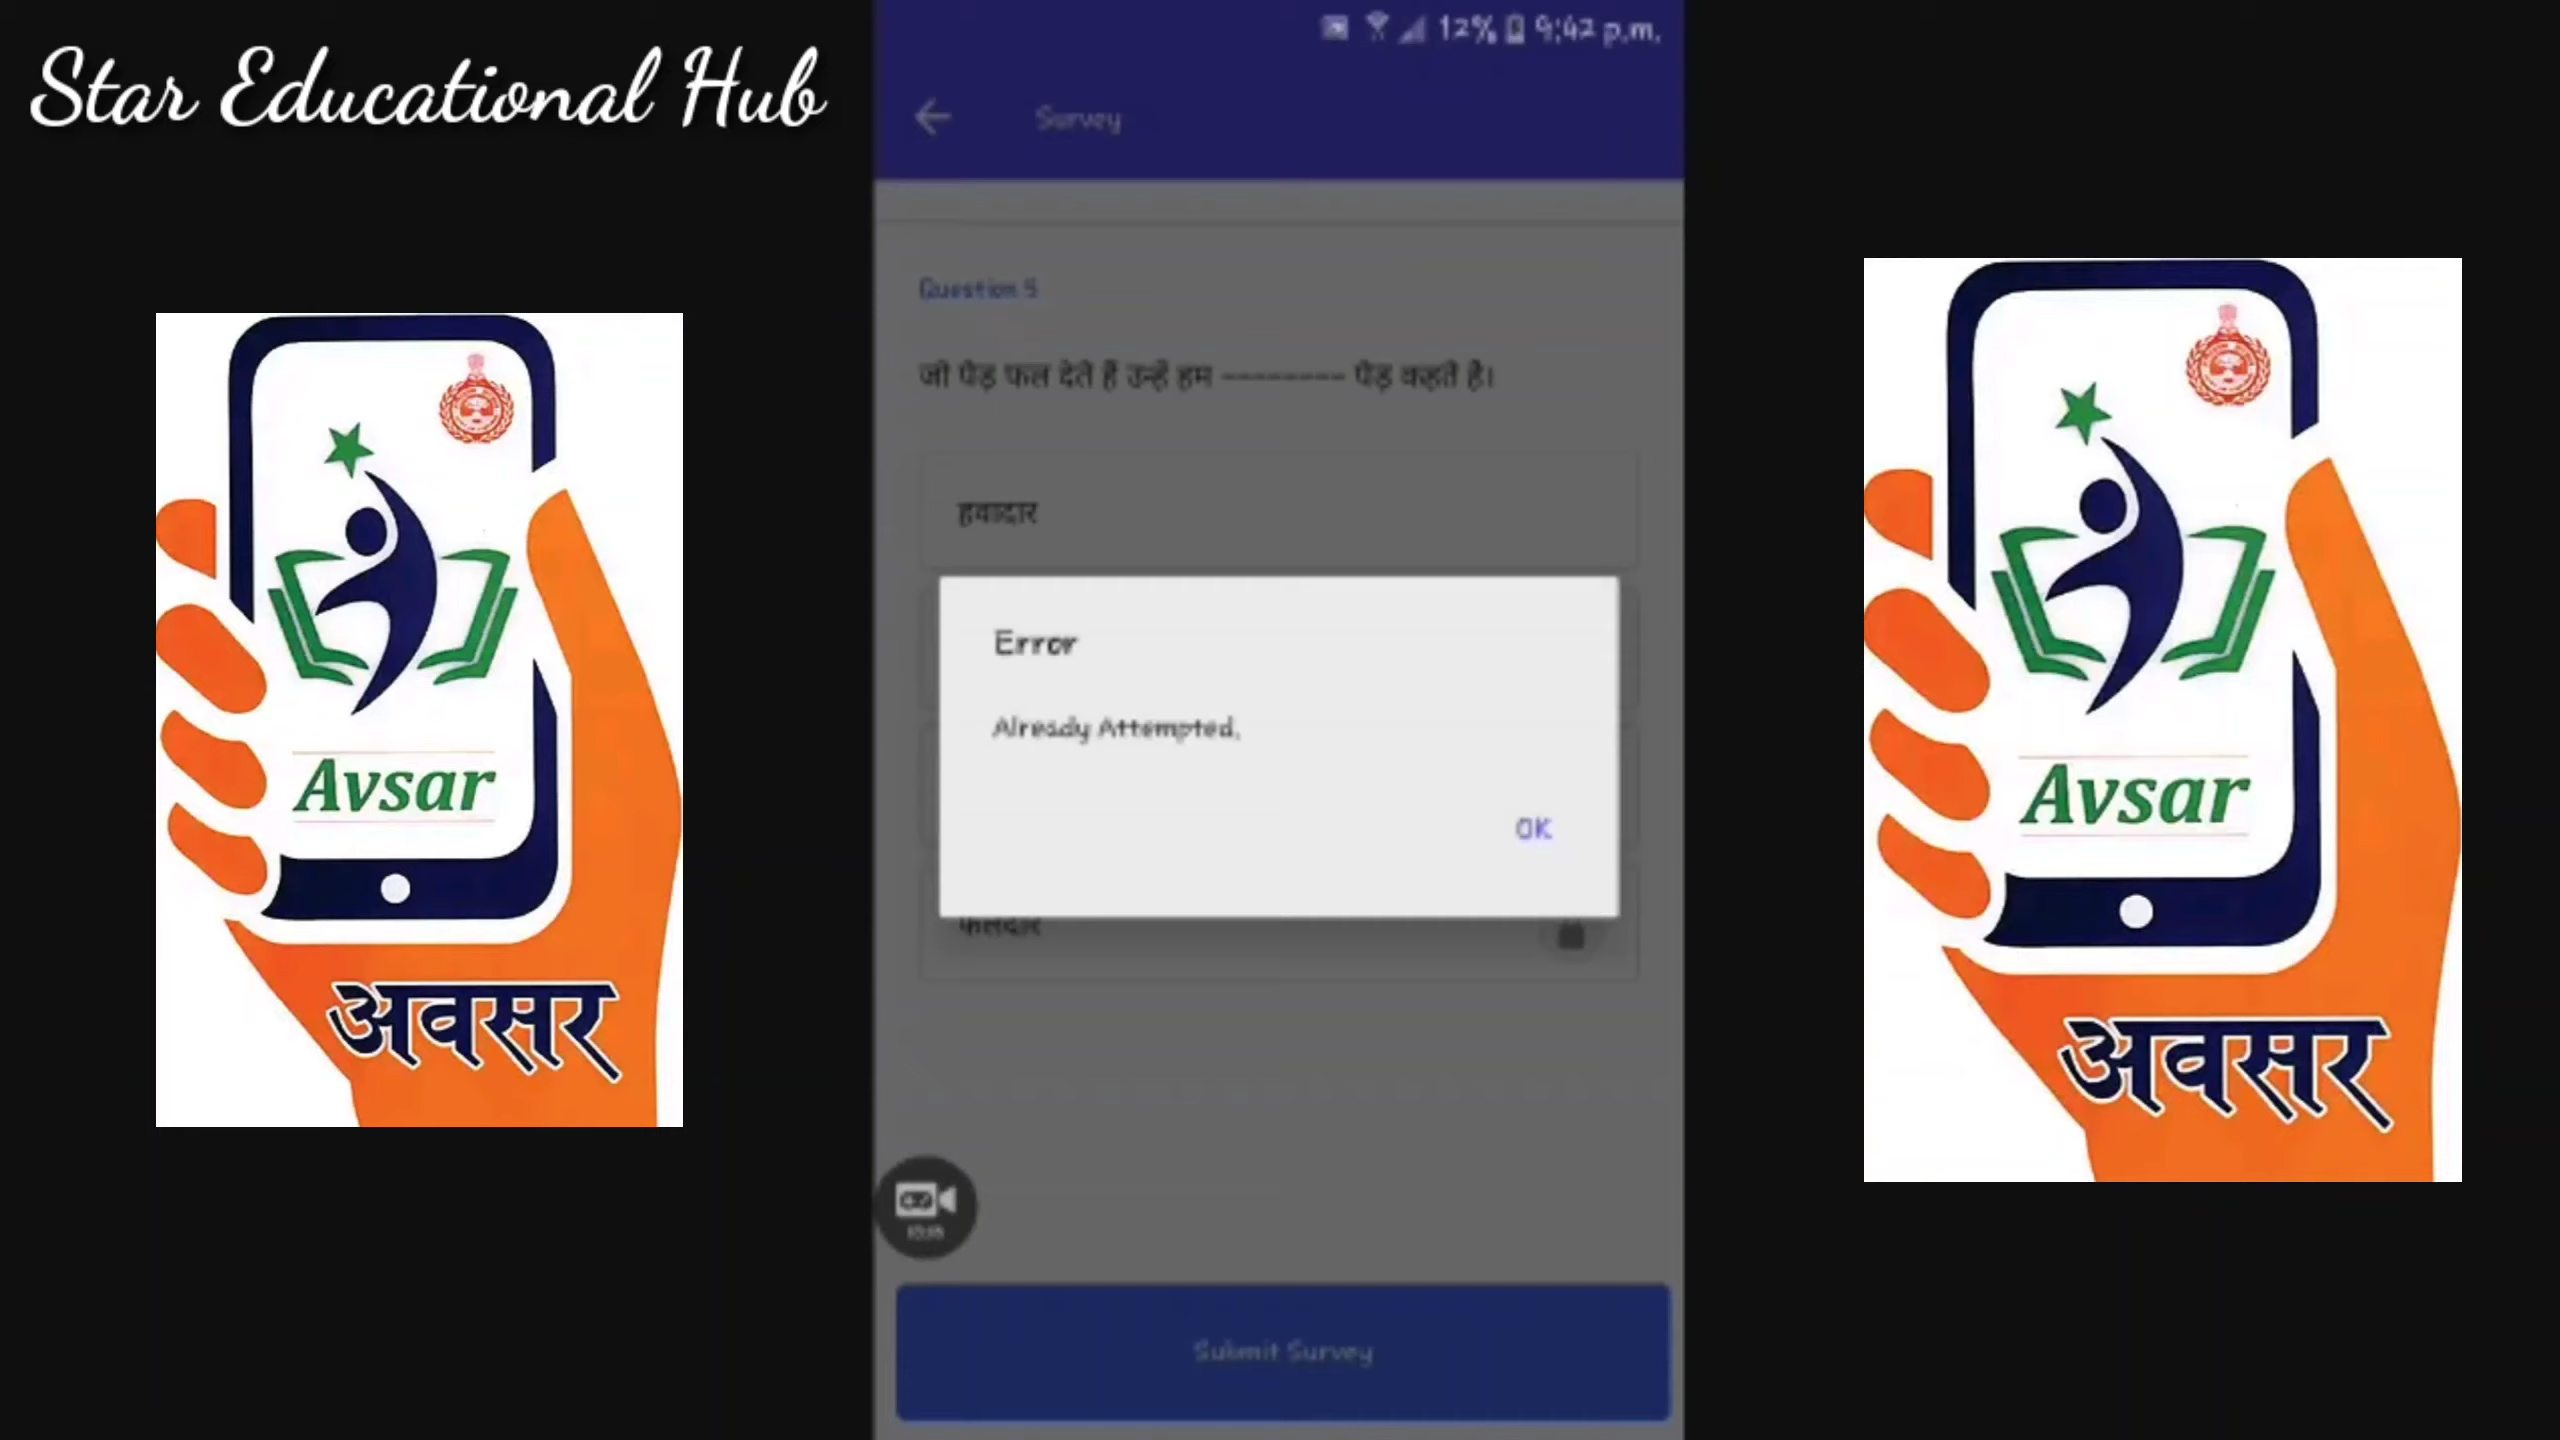 Star Educational Hub
12% 9:42 p.m.
Survey
Question 5
जो पेड़ फल देते है उन्हें हम --------- पेड़ कहते है।
हवादार
Error
Already Attempted.
OK
फलदार
Submit Survey
Avsar
अवसर
Avsar
अवसर